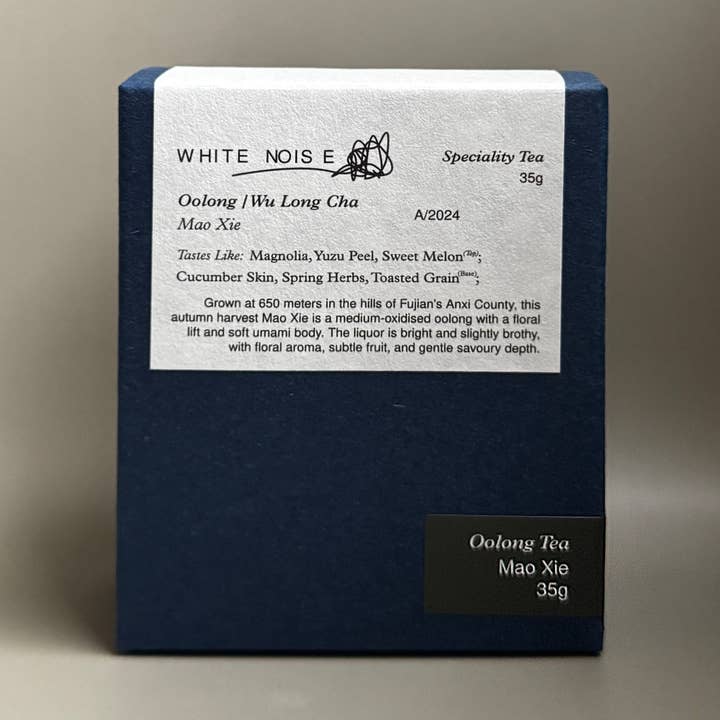 WHITE NOISE
Speciality Tea
35g
Oolong / Wu Long Cha
Mao Xie
A/2024
Tastes Like: Magnolia, Yuzu Peel, Sweet Melon(Top);
Cucumber Skin, Spring Herbs, Toasted Grain(Base);
Grown at 650 meters in the hills of Fujian's Anxi County, this
autumn harvest Mao Xie is a medium-oxidised oolong with a floral
lift and soft umami body. The liquor is bright and slightly brothy,
with floral aroma, subtle fruit, and gentle savoury depth.
Oolong Tea
Mao Xie
35g